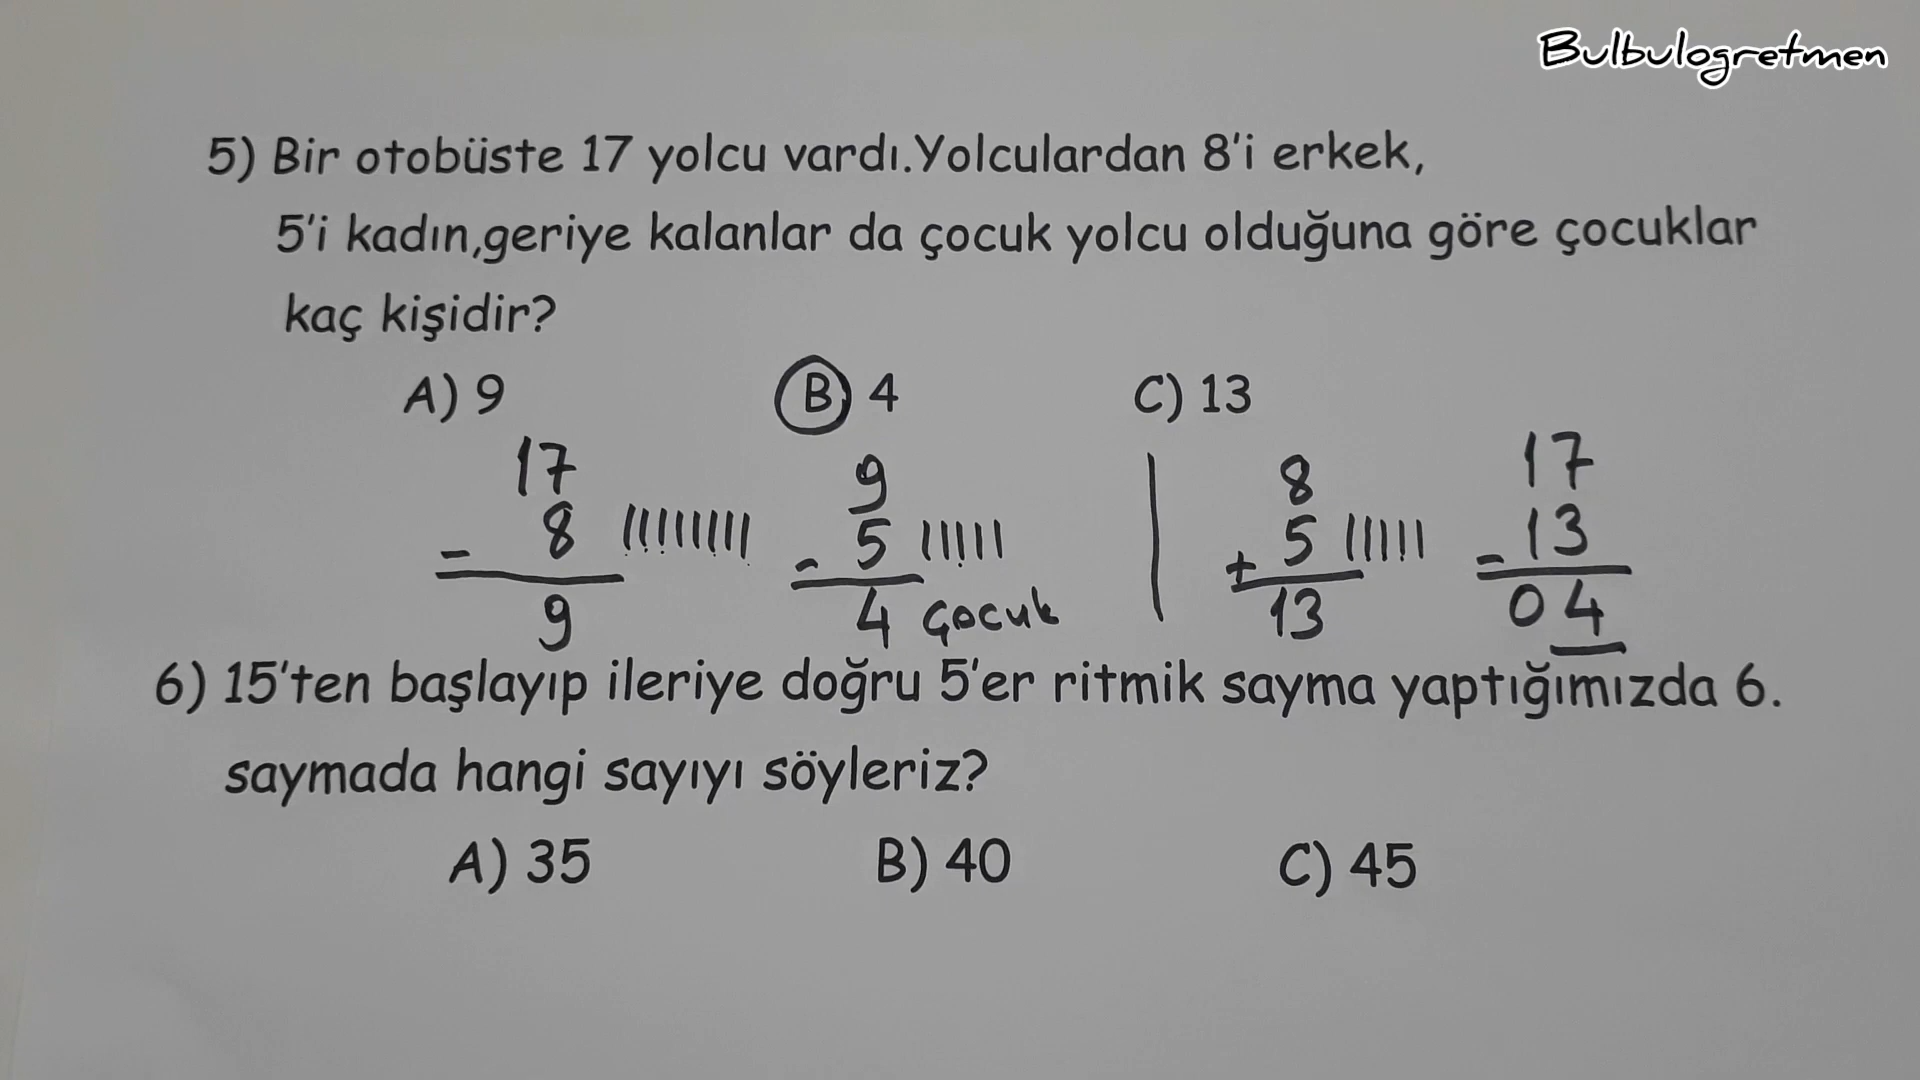 Bulbulogretmen
5) Bir otobüste 17 yolcu vardı.Yolculardan 8'i erkek,
5'i kadın,geriye kalanlar da çocuk yolcu olduğuna göre çocuklar
kaç kişidir?
A) 9 B) 4 C) 13
17 9 8 17
- 8 - 5 + 5 - 13
9 4 çocuk 13 04
6) 15'ten başlayıp ileriye doğru 5'er ritmik sayma yaptığımızda 6.
saymada hangi sayıyı söyleriz?
A) 35 B) 40 C) 45